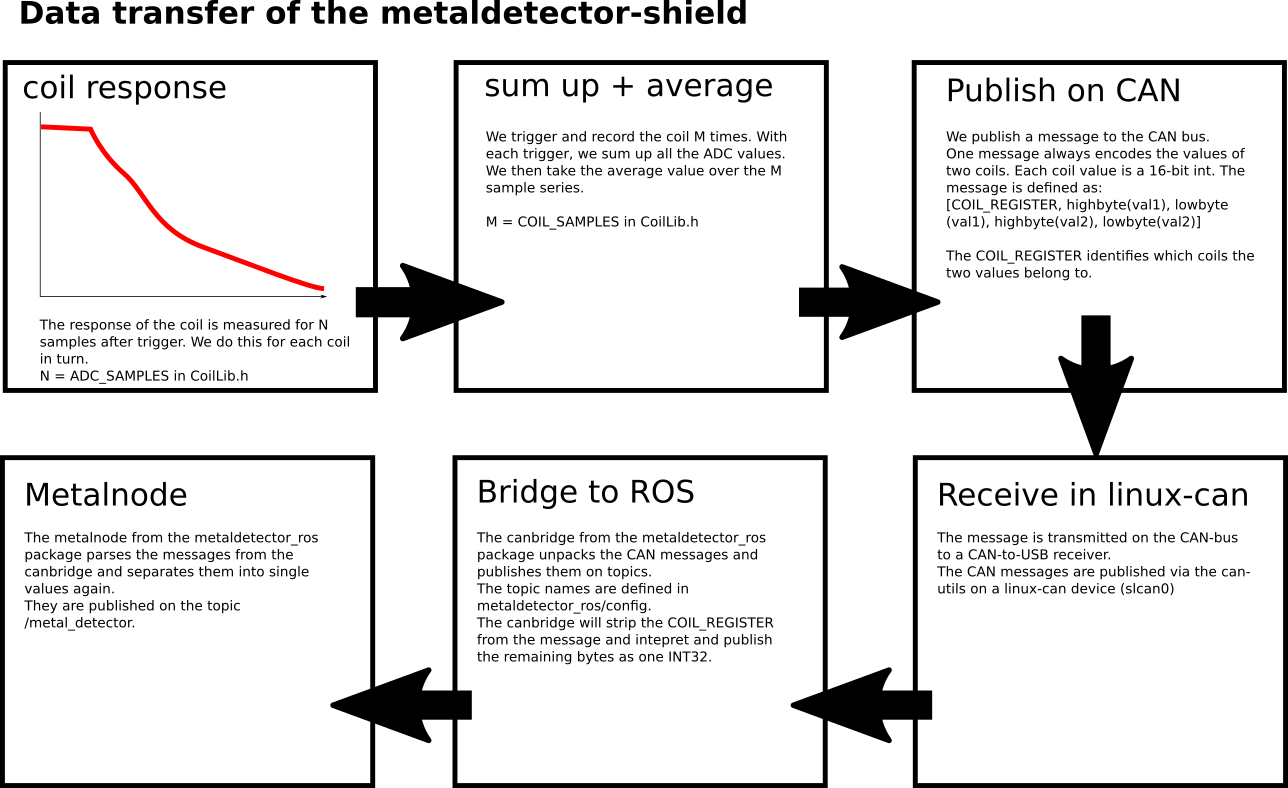 Data transfer of the metaldetector-shield
coil response
The response of the coil is measured for N
samples after trigger. We do this for each coil
in turn.
N = ADC_SAMPLES in CoilLib.h
sum up + average
We trigger and record the coil M times. With
each trigger, we sum up all the ADC values.
We then take the average value over the M
sample series.
M = COIL_SAMPLES in CoilLib.h
Publish on CAN
We publish a message to the CAN bus.
One message always encodes the values of
two coils. Each coil value is a 16-bit int. The
message is defined as:
[COIL_REGISTER, highbyte(val1), lowbyte
(val1), highbyte(val2), lowbyte(val2)]
The COIL_REGISTER identifies which coils the
two values belong to.
Receive in linux-can
The message is transmitted on the CAN-bus
to a CAN-to-USB receiver.
The CAN messages are published via the can-
utils on a linux-can device (slcan0)
Bridge to ROS
The canbridge from the metaldetector_ros
package unpacks the CAN messages and
publishes them on topics.
The topic names are defined in
metaldetector_ros/config.
The canbridge will strip the COIL_REGISTER
from the message and intepret and publish
the remaining bytes as one INT32.
Metalnode
The metalnode from the metaldetector_ros
package parses the messages from the
canbridge and separates them into single
values again.
They are published on the topic
/metal_detector.